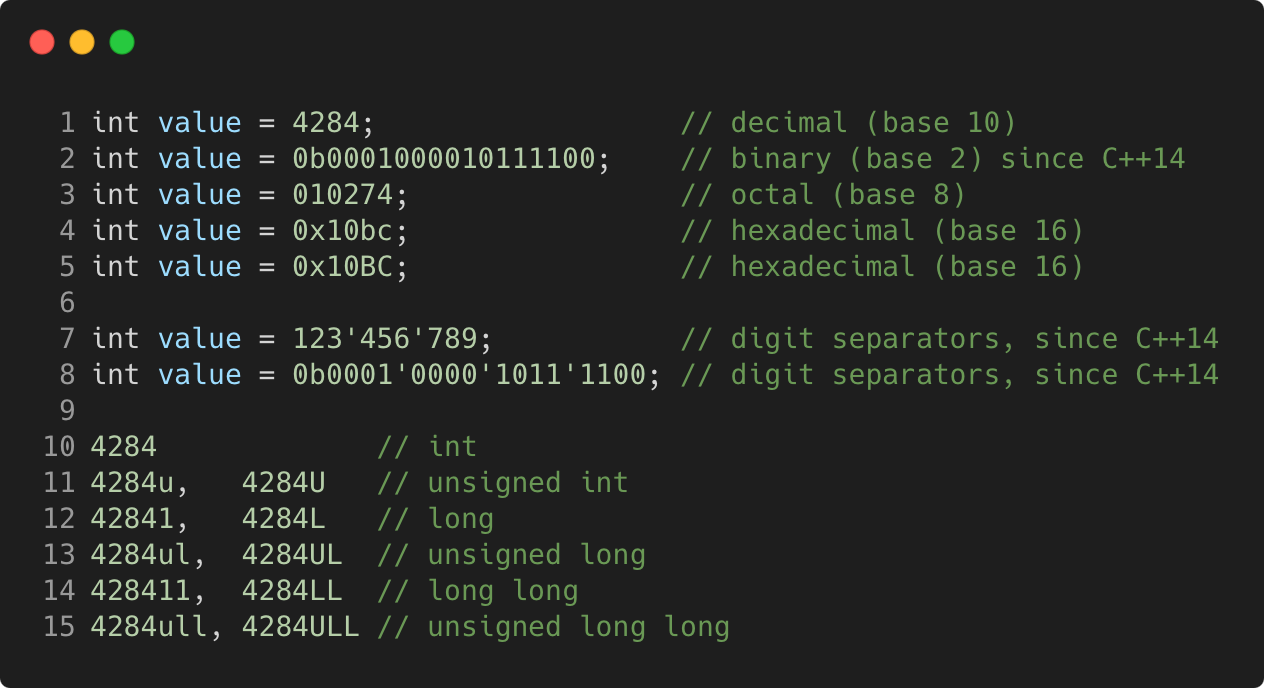 1 int value = 4284;                  // decimal (base 10)
2 int value = 0b0001000010111100;    // binary (base 2) since C++14
3 int value = 010274;                // octal (base 8)
4 int value = 0x10bc;                // hexadecimal (base 16)
5 int value = 0x10BC;                // hexadecimal (base 16)
6
7 int value = 123'456'789;           // digit separators, since C++14
8 int value = 0b0001'0000'1011'1100; // digit separators, since C++14
9
10 4284             // int
11 4284u,   4284U   // unsigned int
12 42841,   4284L   // long
13 4284ul,  4284UL  // unsigned long
14 428411,  4284LL  // long long
15 4284ull, 4284ULL // unsigned long long